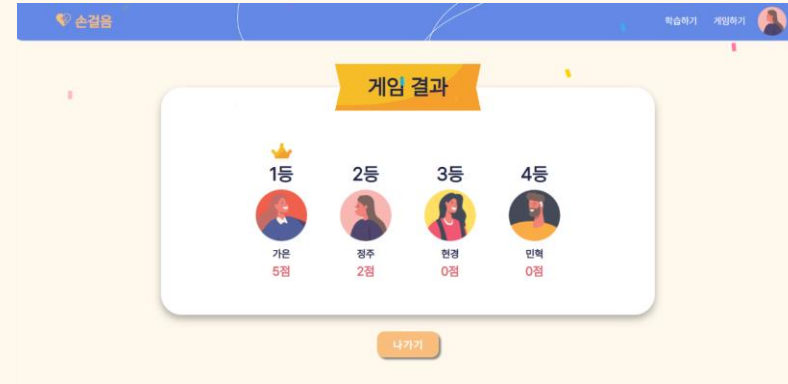 손걸음
학습하기 게임하기
게임 결과
1등 2등 3등 4등
가은 정주 현경 민혁
5점 2점 0점 0점
나가기